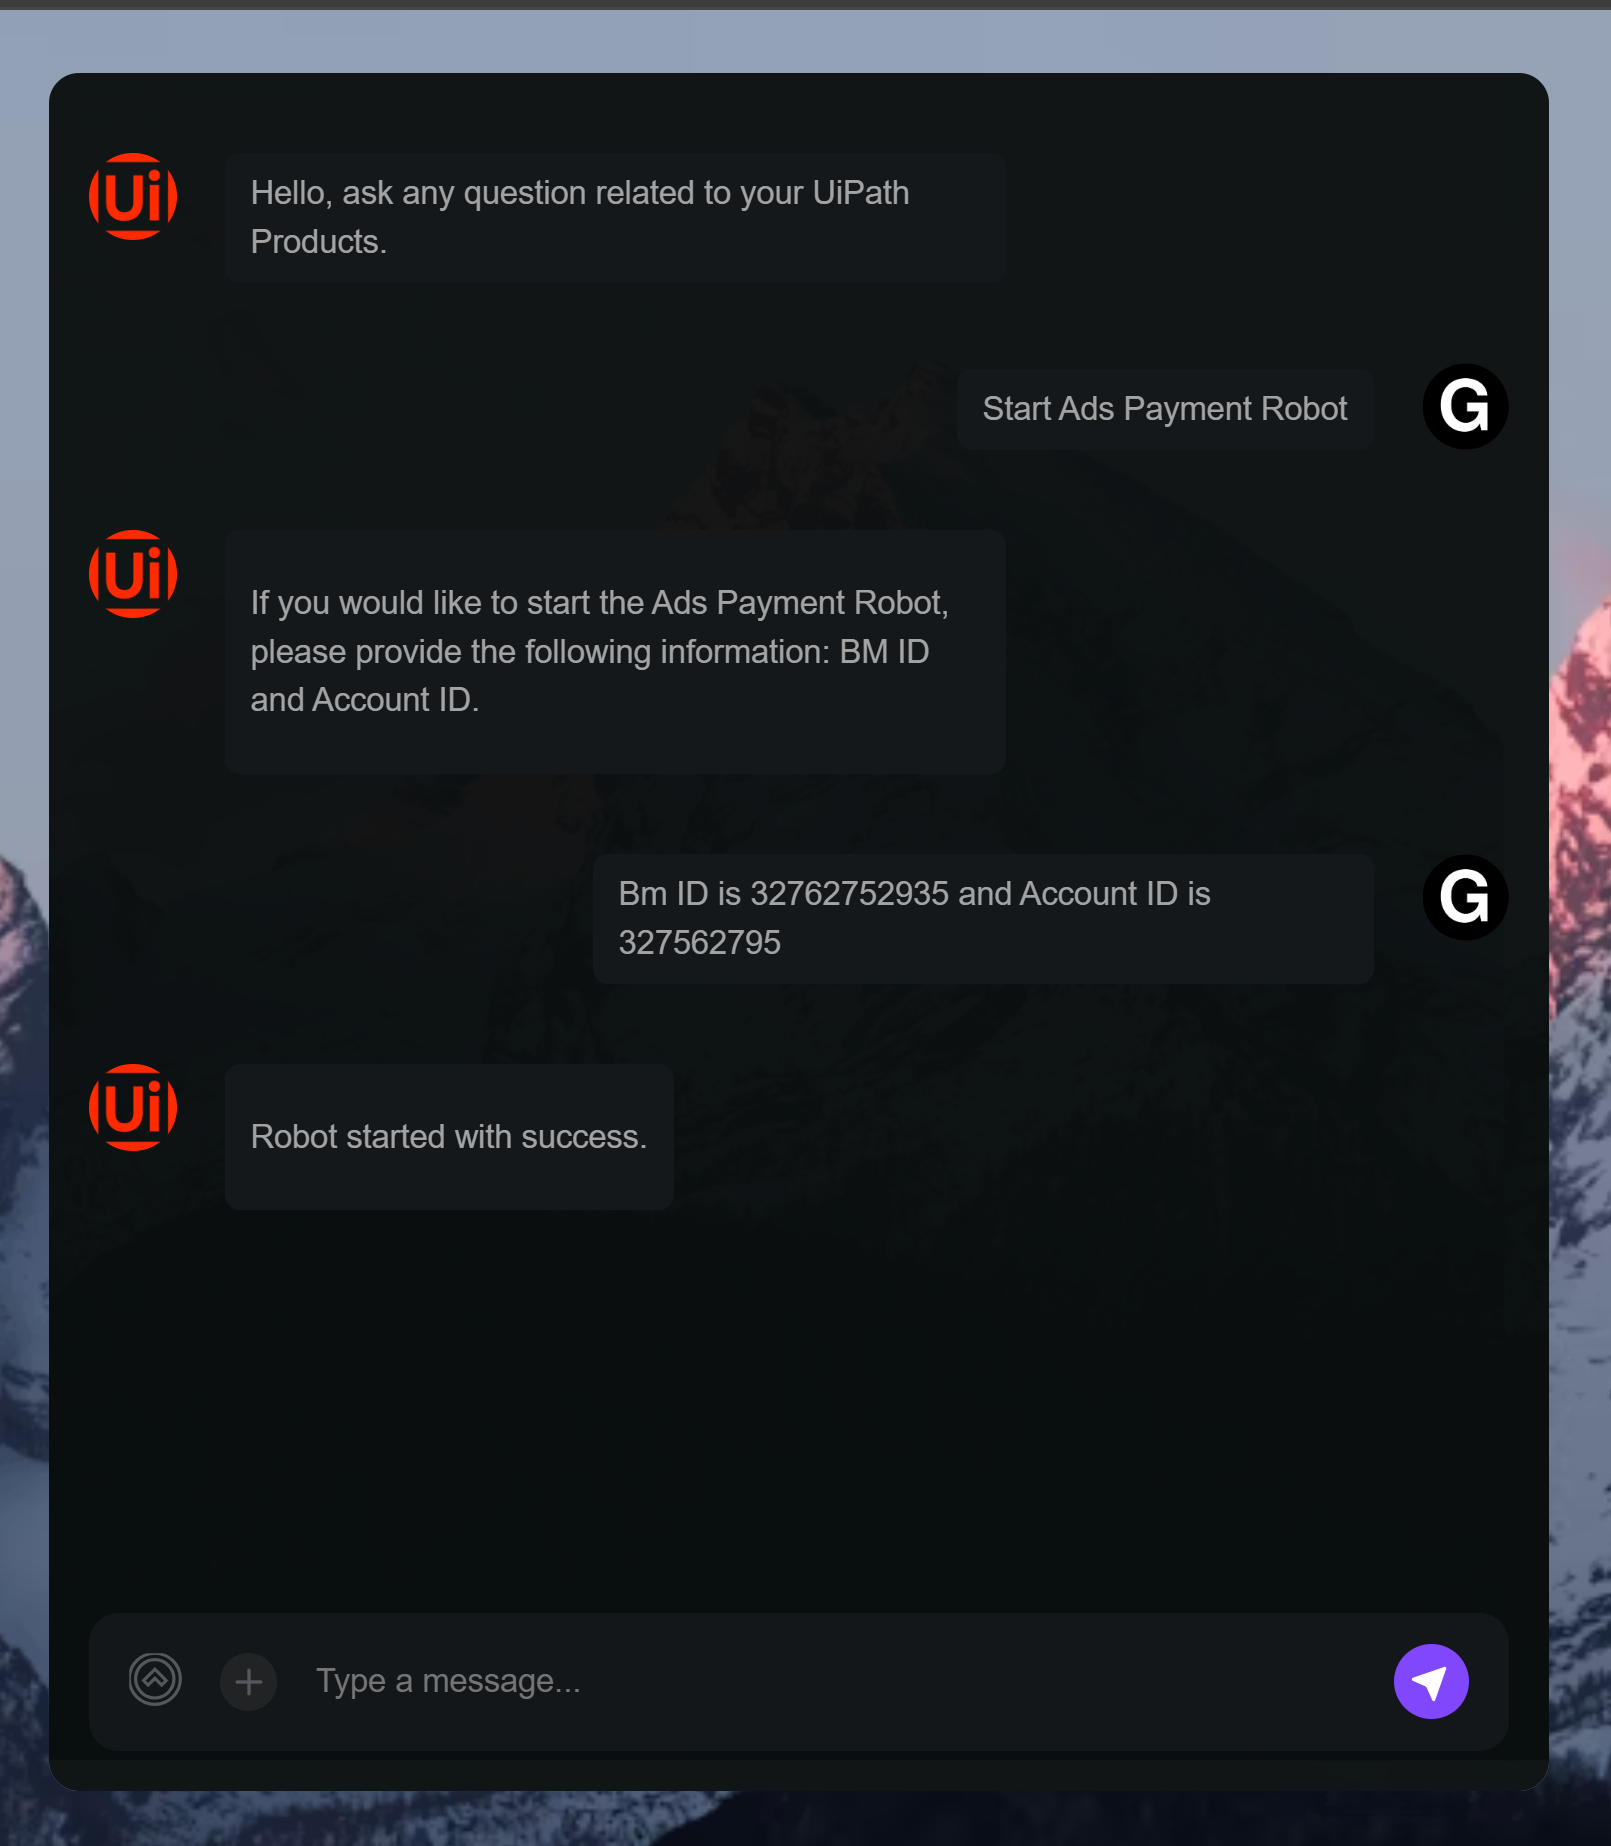 Ui
Hello, ask any question related to your UiPath
Products.
Start Ads Payment Robot
G
Ui
If you would like to start the Ads Payment Robot,
please provide the following information: BM ID
and Account ID.
Bm ID is 32762752935 and Account ID is
327562795
G
Ui
Robot started with success.
Type a message...